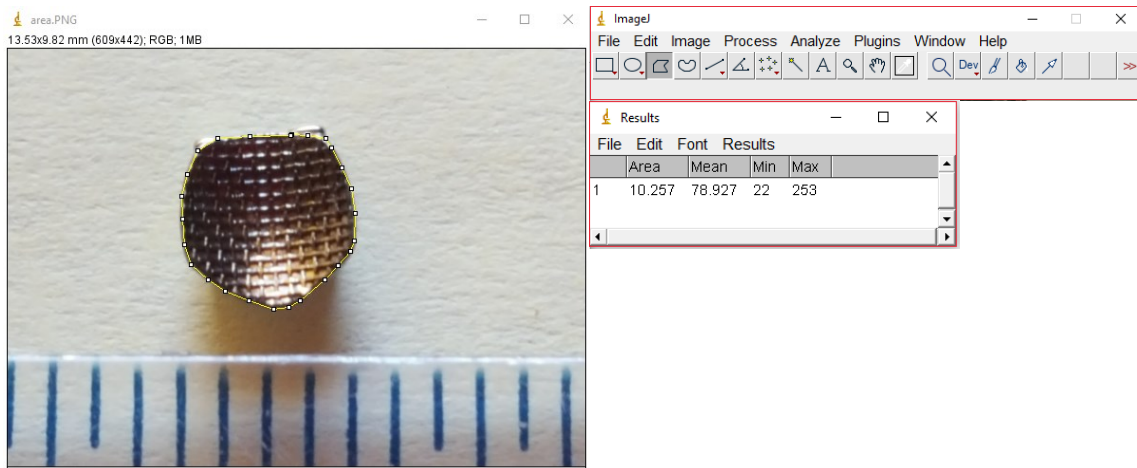 area.PNG
13.53x9.82 mm (609x442); RGB; 1MB
ImageJ
File Edit Image Process Analyze Plugins Window Help
A Dev >>
Results
File Edit Font Results
Area Mean Min Max
1 10.257 78.927 22 253